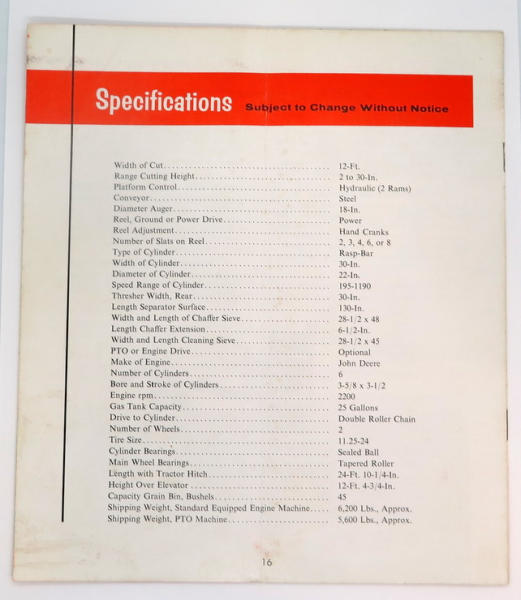 Specifications Subject to Change Without Notice
Width of Cut........................................ 12-Ft.
Range Cutting Height................................ 2 to 30-In.
Platform Control.................................... Hydraulic (2 Rams)
Conveyor............................................ Steel
Diameter Auger...................................... 18-In.
Reel, Ground or Power Drive......................... Power
Reel Adjustment..................................... Hand Cranks
Number of Slats on Reel............................. 2, 3, 4, 6, or 8
Type of Cylinder.................................... Rasp-Bar
Width of Cylinder................................... 30-In.
Diameter of Cylinder................................ 22-In.
Speed Range of Cylinder............................. 195-1190
Thresher Width, Rear................................ 30-In.
Length Separator Surface............................ 130-In.
Width and Length of Chaffer Sieve................... 28-1/2 x 48
Length Chaffer Extension............................ 6-1/2-In.
Width and Length Cleaning Sieve..................... 28-1/2 x 45
PTO or Engine Drive................................. Optional
Make of Engine...................................... John Deere
Number of Cylinders................................. 6
Bore and Stroke of Cylinders........................ 3-5/8 x 3-1/2
Engine rpm.......................................... 2200
Gas Tank Capacity................................... 25 Gallons
Drive to Cylinder................................... Double Roller Chain
Number of Wheels.................................... 2
Tire Size........................................... 11.25-24
Cylinder Bearings................................... Sealed Ball
Main Wheel Bearings................................. Tapered Roller
Length with Tractor Hitch........................... 24-Ft. 10-1/4-In.
Height Over Elevator ............................... 12-Ft. 4-3/4-In.
Capacity Grain Bin, Bushels......................... 45
Shipping Weight, Standard Equipped Engine Machine..... 6,200 Lbs., Approx.
Shipping Weight, PTO Machine........................ 5,600 Lbs., Approx.
16